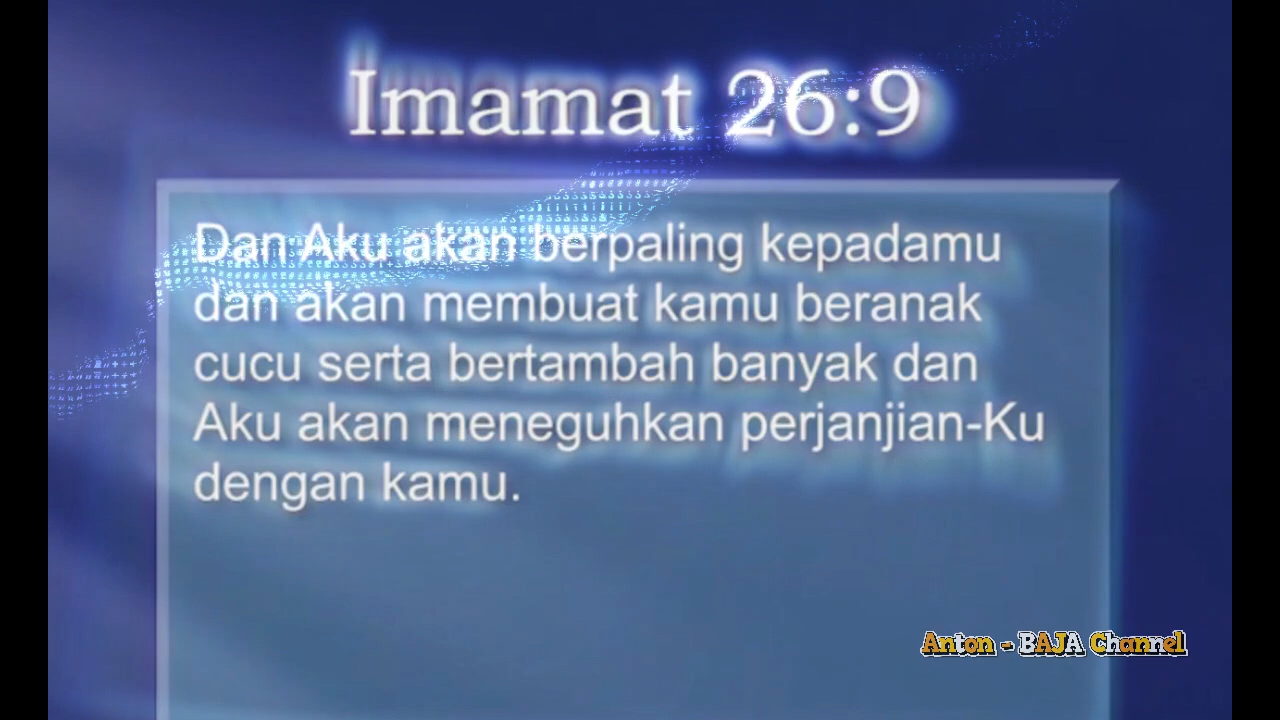 Imamat 26:9
Dan Aku akan berpaling kepadamu
dan akan membuat kamu beranak
cucu serta bertambah banyak dan
Aku akan meneguhkan perjanjian-Ku
dengan kamu.
Anton - BAJA Channel